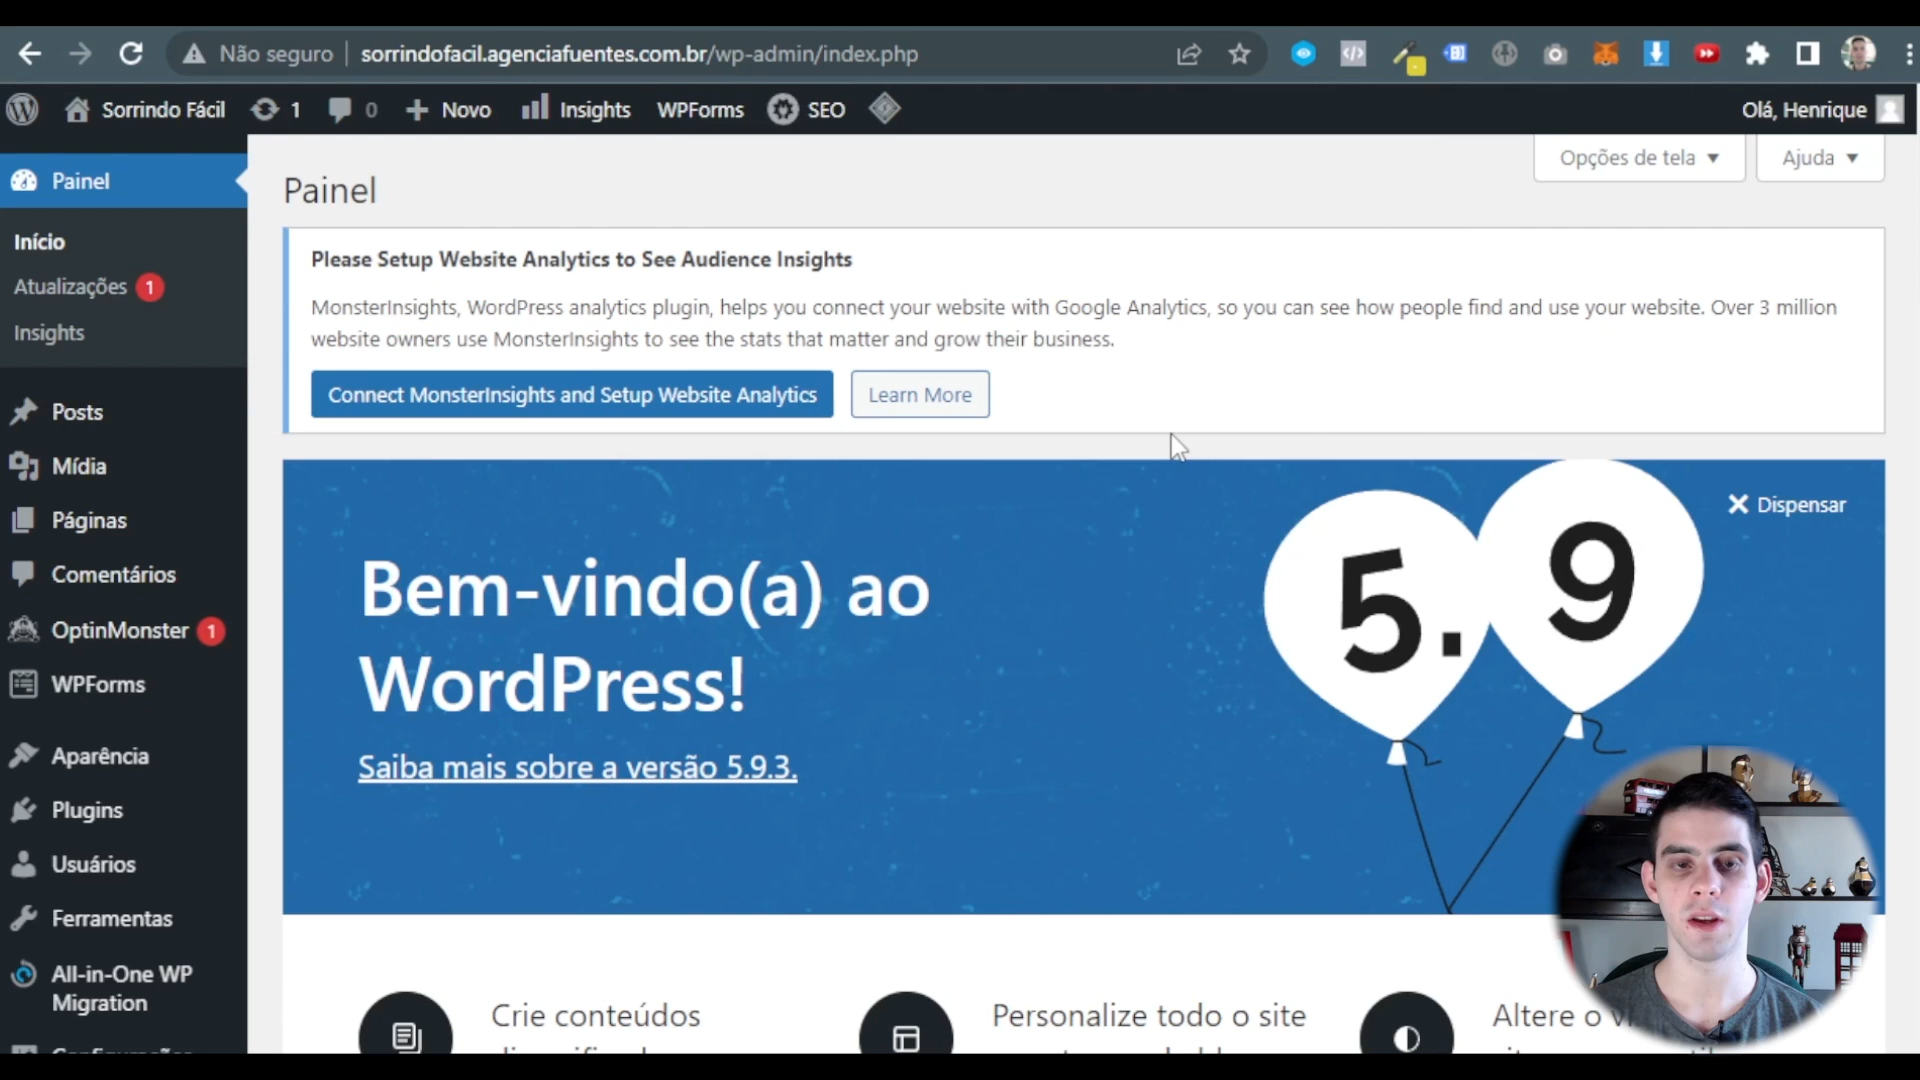 Não seguro
sorrindofacil.agenciafuentes.com.br/wp-admin/index.php
Sorrindo Fácil
1
0
Novo
Insights
WPForms
SEO
Olá, Henrique
Opções de tela
Ajuda
Painel
Início
Atualizações 1
Insights
Posts
Mídia
Páginas
Comentários
OptinMonster 1
WPForms
Aparência
Plugins
Usuários
Ferramentas
All-in-One WP
Migration
Painel
Please Setup Website Analytics to See Audience Insights
MonsterInsights, WordPress analytics plugin, helps you connect your website with Google Analytics, so you can see how people find and use your website. Over 3 million
website owners use MonsterInsights to see the stats that matter and grow their business.
Connect MonsterInsights and Setup Website Analytics
Learn More
Dispensar
5.9
Bem-vindo(a) ao
WordPress!
Saiba mais sobre a versão 5.9.3.
Crie conteúdos
Personalize todo o site
Altere o